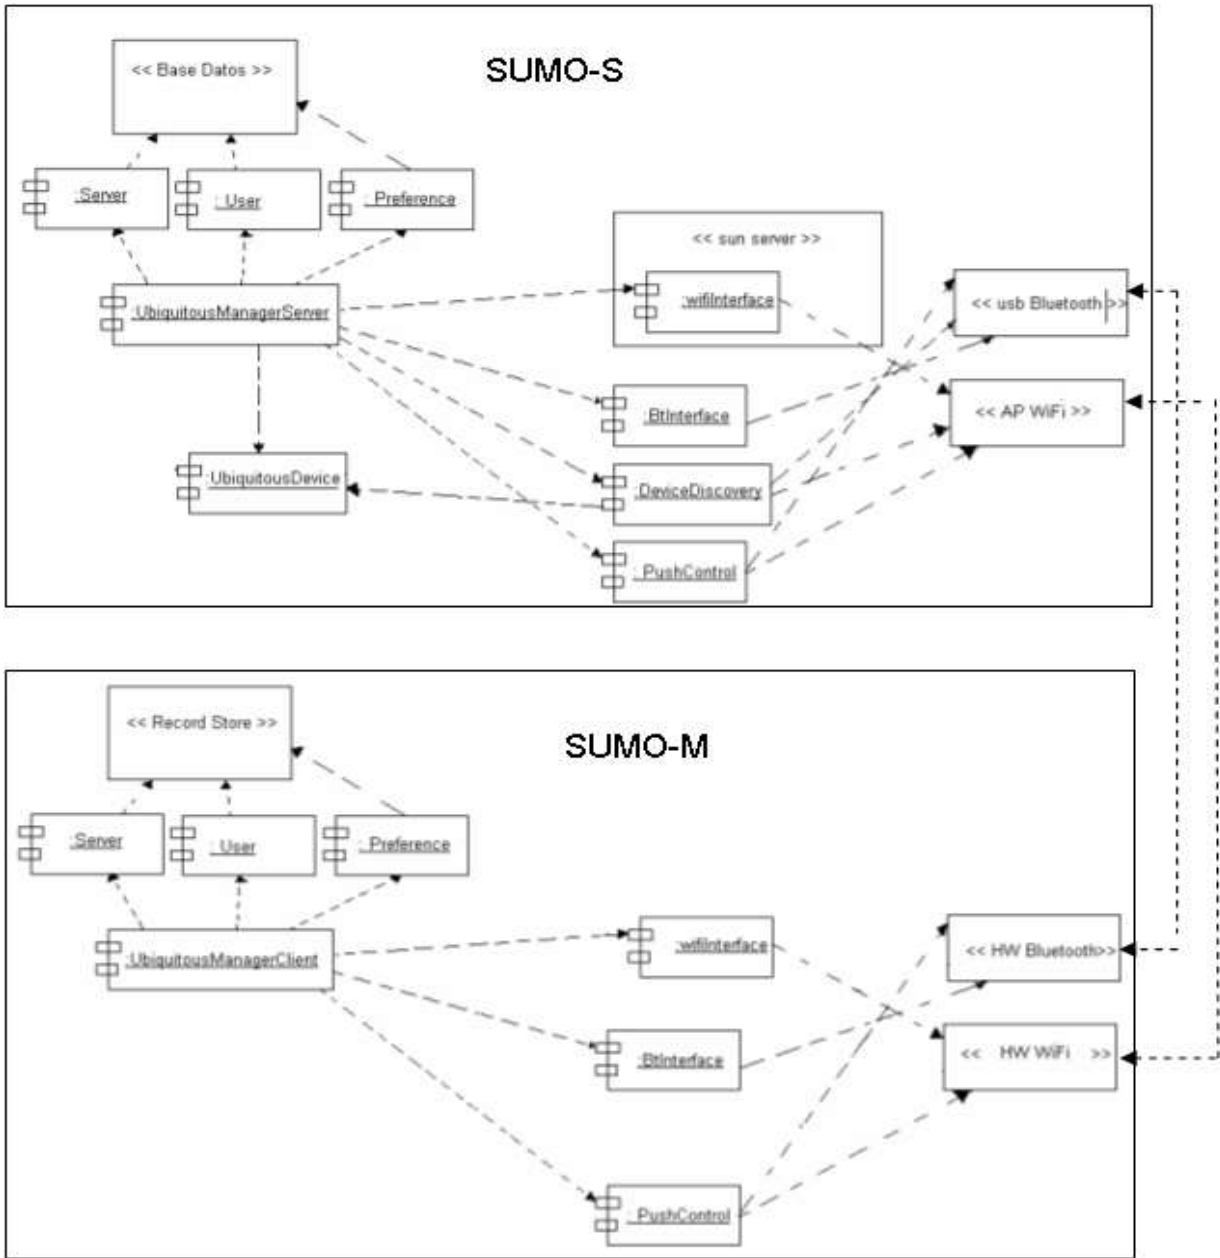 SUMO-S
<< Base Datos >>
:Server
: User
: Preference
<< sun server >>
:wifiInterface
<< usb Bluetooth >>
:UbiquitousManagerServer
:BtInterface
<< AP WiFi >>
:UbiquitousDevice
:DeviceDiscovery
: PushControl
SUMO-M
<< Record Store >>
:Server
: User
: Preference
:UbiquitousManagerClient
:wifiInterface
<< HW Bluetooth>>
:BtInterface
<< HW WiFi >>
: PushControl